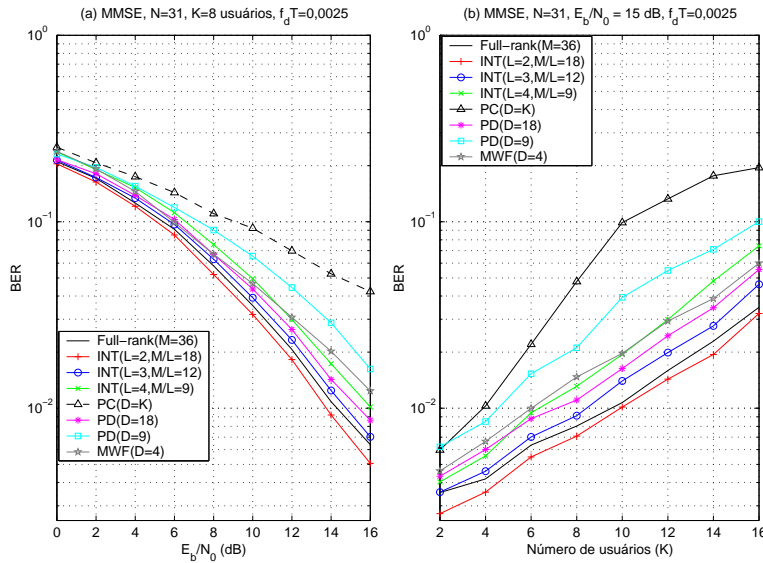 (a) MMSE, N=31, K=8 usuários, f_dT=0,0025
10^0
10^-1
10^-2
BER
Full-rank(M=36)
INT(L=2,M/L=18)
INT(L=3,M/L=12)
INT(L=4,M/L=9)
PC(D=K)
PD(D=18)
PD(D=9)
MWF(D=4)
0 2 4 6 8 10 12 14 16
E_b/N_0 (dB)
(b) MMSE, N=31, E_b/N_0 = 15 dB, f_dT=0,0025
10^0
10^-1
10^-2
BER
Full-rank(M=36)
INT(L=2,M/L=18)
INT(L=3,M/L=12)
INT(L=4,M/L=9)
PC(D=K)
PD(D=18)
PD(D=9)
MWF(D=4)
2 4 6 8 10 12 14 16
Número de usuários (K)